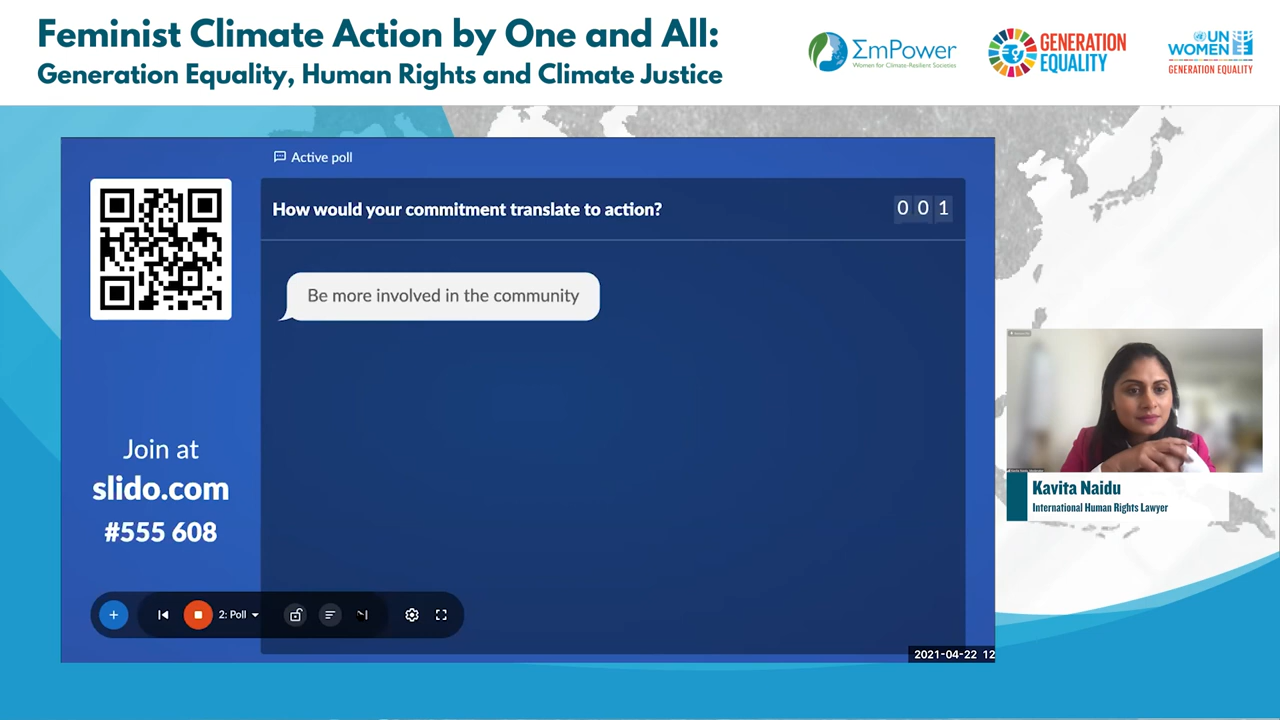 Feminist Climate Action by One and All:
Generation Equality, Human Rights and Climate Justice
ΣmPower
Women for Climate-Resilient Societies
GENERATION
EQUALITY
UN
WOMEN
GENERATION EQUALITY
Active poll
How would your commitment translate to action?
0 0 1
Be more involved in the community
Join at
slido.com
#555 608
2: Poll
2021-04-22 12
Kavita Naidu
International Human Rights Lawyer